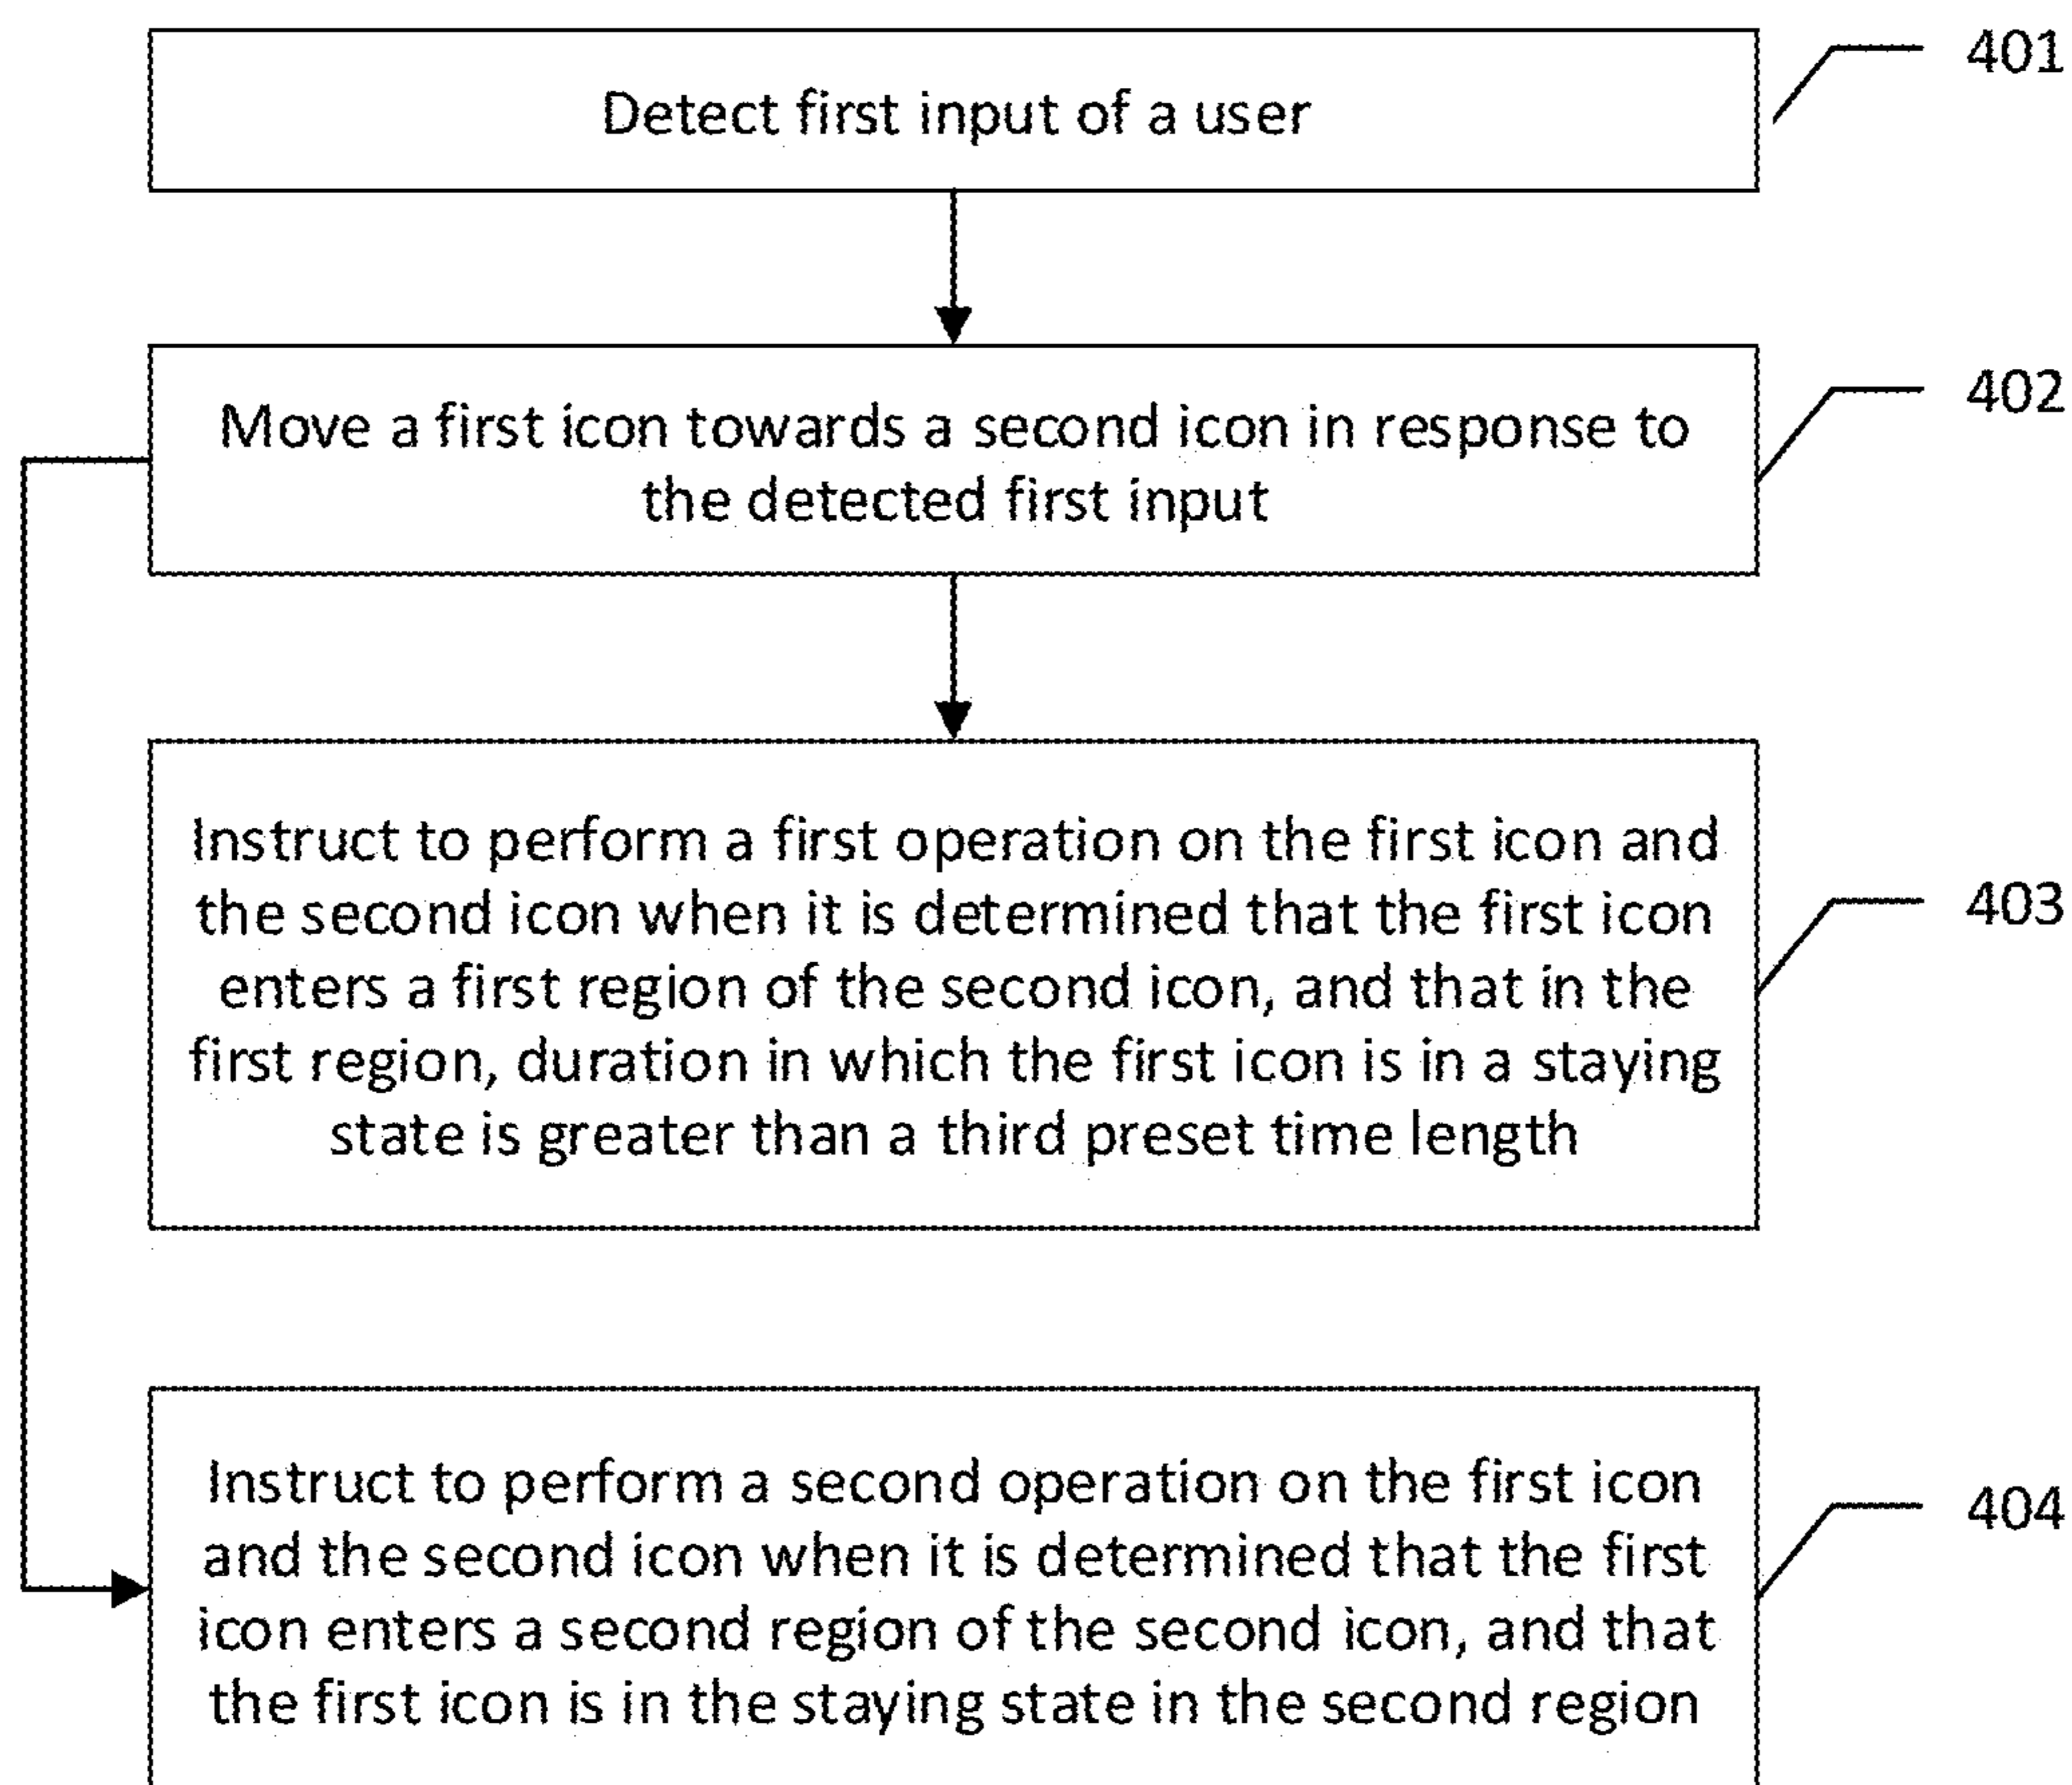 Detect first input of a user
401
Move a first icon towards a second icon in response to
the detected first input
402
Instruct to perform a first operation on the first icon and
the second icon when it is determined that the first icon
enters a first region of the second icon, and that in the
first region, duration in which the first icon is in a staying
state is greater than a third preset time length
403
Instruct to perform a second operation on the first icon
and the second icon when it is determined that the first
icon enters a second region of the second icon, and that
the first icon is in the staying state in the second region
404